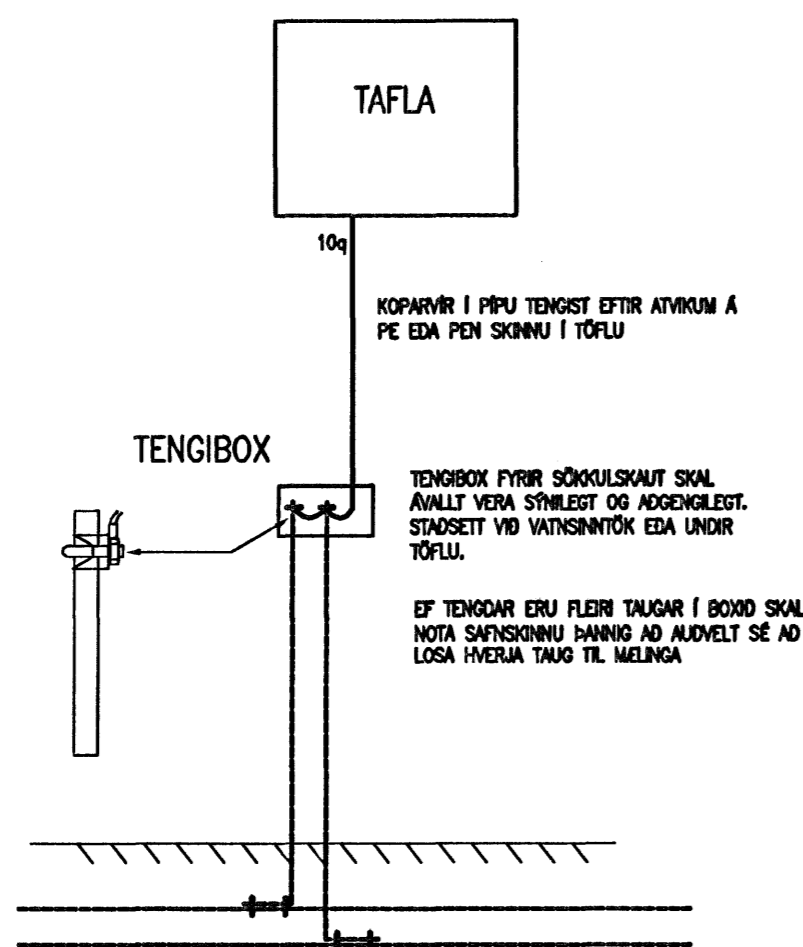 TAFLA
10q
KOPARVÍR Í PÍPU TENGIST EFTIR ATVIKUM Á
PE EDA PEN SKINNU Í TÖFLU
TENGIBOX
TENGIBOX FYRIR SÖKKULSKAUT SKAL
ÁVALLT VERA SÝNILEGT OG ADGENGILEGT.
STADSETT VID VATNSINNTÖK EDA UNDIR
TÖFLU.
EF TENGDAR ERU FLEIRI TAUGAR Í BOXID SKAL
NOTA SAFNSKINNU ÞANNIG AD AUDVELT SÉ AD
LOSA HVERJA TAUG TIL MÆLINGA